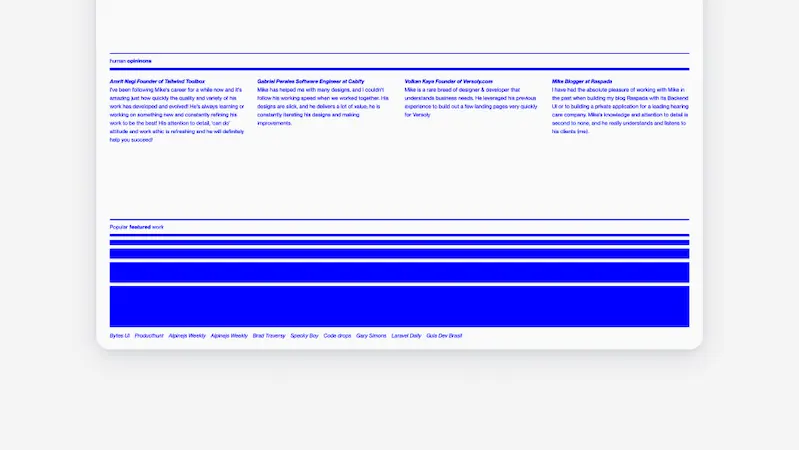 human opininons
Amrit Nagi Founder of Tailwind Toolbox
I've been following Mike's career for a while now and it's
amazing just how quickly the quality and variety of his
work has developed and evolved! He's always learning or
working on something new and constantly refining his
work to be the best! His attention to detail, 'can do'
attitude and work ethic is refreshing and he will definitely
help you succeed!
Gabriel Perales Software Engineer at Cabify
Mike has helped me with many designs, and I couldn't
follow his working speed when we worked together. His
designs are slick, and he delivers a lot of value, he is
constantly iterating his designs and making
improvements.
Volkan Kaya Founder of Versoly.com
Mike is a rare breed of designer & developer that
understands business needs. He leveraged his previous
experience to build out a few landing pages very quickly
for Versoly
Mike Blogger at Raspada
I have had the absolute pleasure of working with Mike in
the past when building my blog Raspada with its Backend
UI or to building a private application for a leading hearing
care company. Mike's knowledge and attention to detail is
second to none, and he really understands and listens to
his clients (me).
Popular featured work
Bytes UI Producthunt Alpinejs Weekly Alpinejs Weekly Brad Traversy Specky Boy Code drops Gary Simons Laravel Daily Guia Dev Brasil